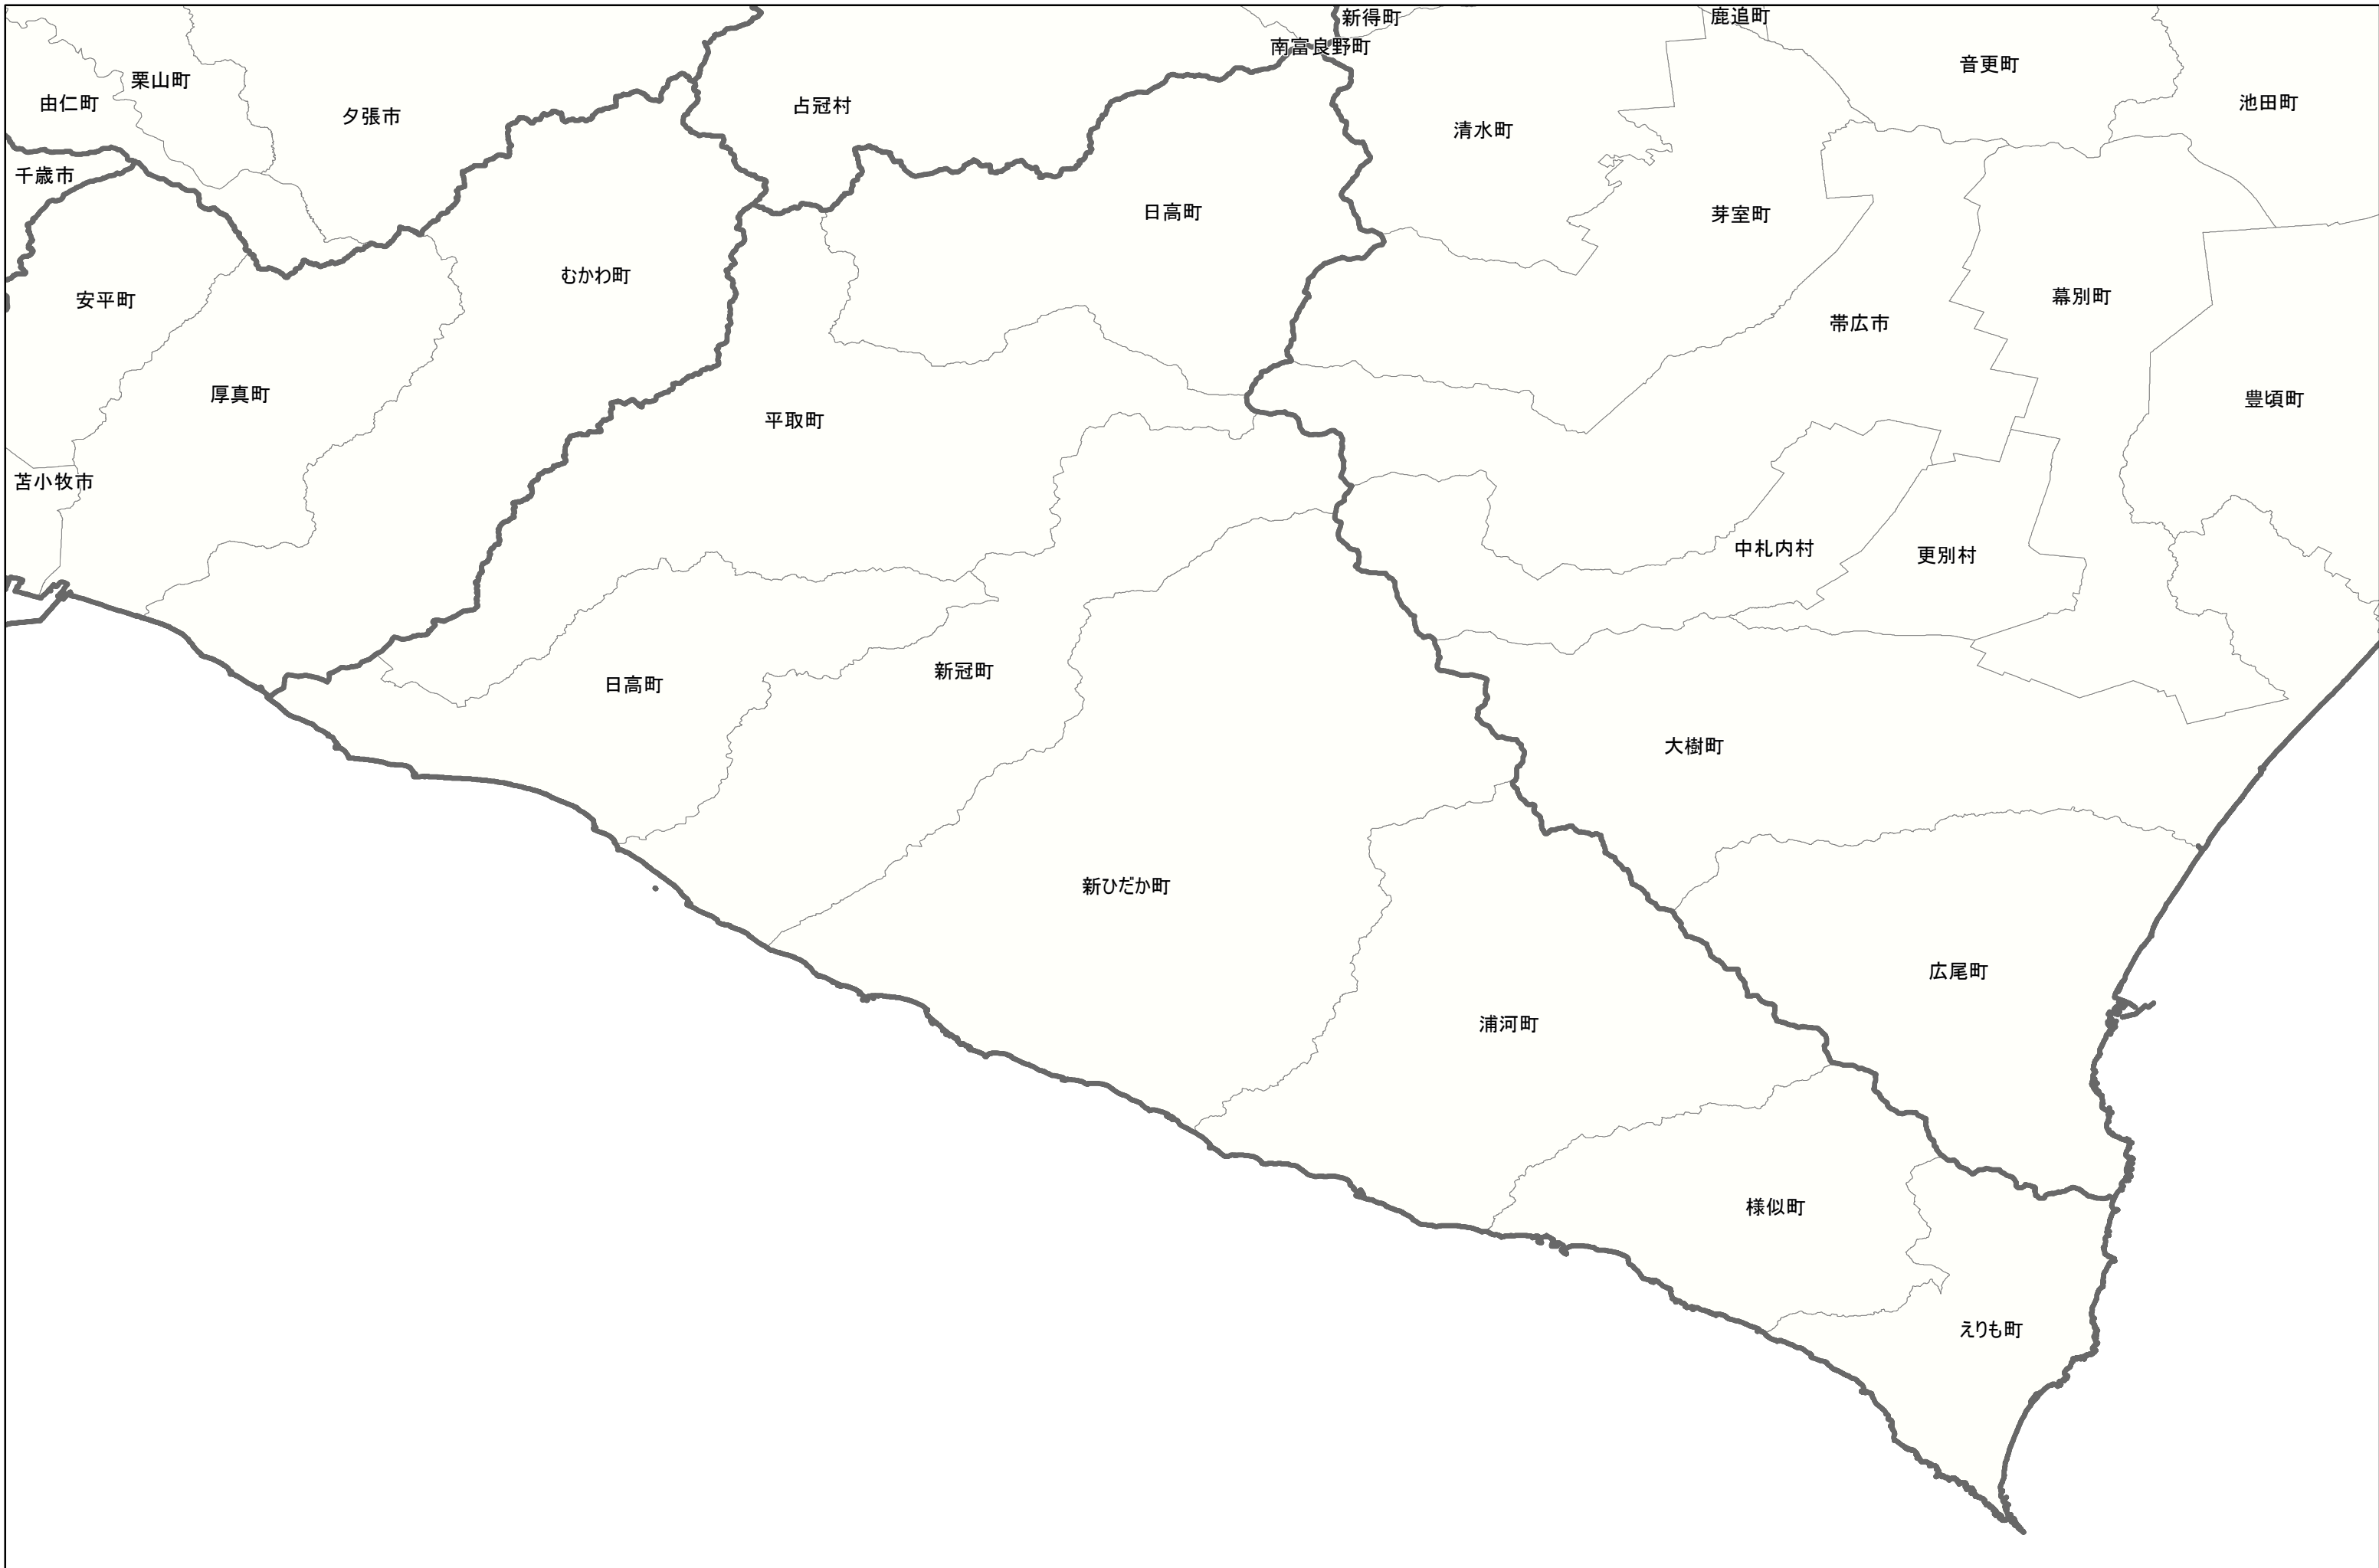 新得町
鹿追町
南富良野町
音更町
栗山町
由仁町
池田町
占冠村
夕張市
清水町
千歳市
日高町
芽室町
むかわ町
安平町
幕別町
帯広市
厚真町
豊頃町
平取町
苫小牧市
中札内村
更別村
新冠町
日高町
大樹町
新ひだか町
広尾町
浦河町
様似町
えりも町